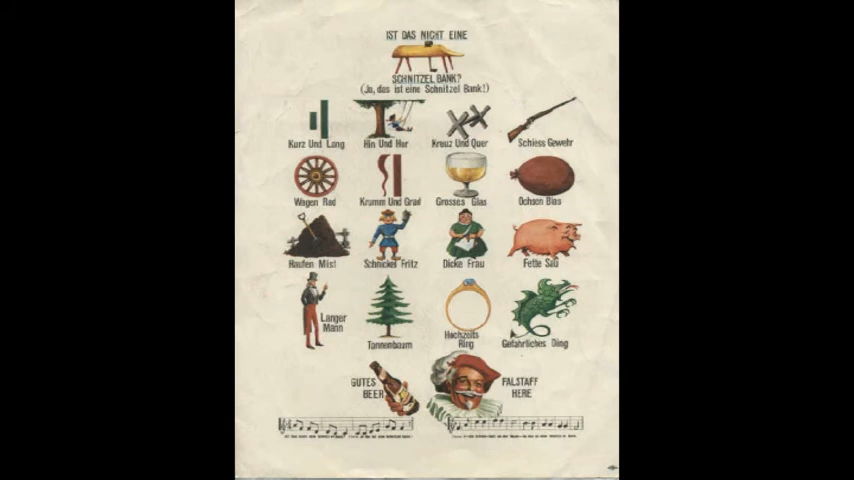 IST DAS NICHT EINE
SCHNITZEL BANK?
(Ja, das ist eine Schnitzel Bank!)
Kurz Und Lang
Hin Und Her
Kreuz Und Quer
Schiess Gewehr
Wagen Rad
Krumm Und Grad
Grosses Glas
Ochsen Blas
Haufen Mist
Schnickel Fritz
Dicke Frau
Fette Sau
Langer
Mann
Tannenbaum
Hochzeits
Ring
Gefährliches Ding
GUTES
BEER
FALSTAFF
HERE